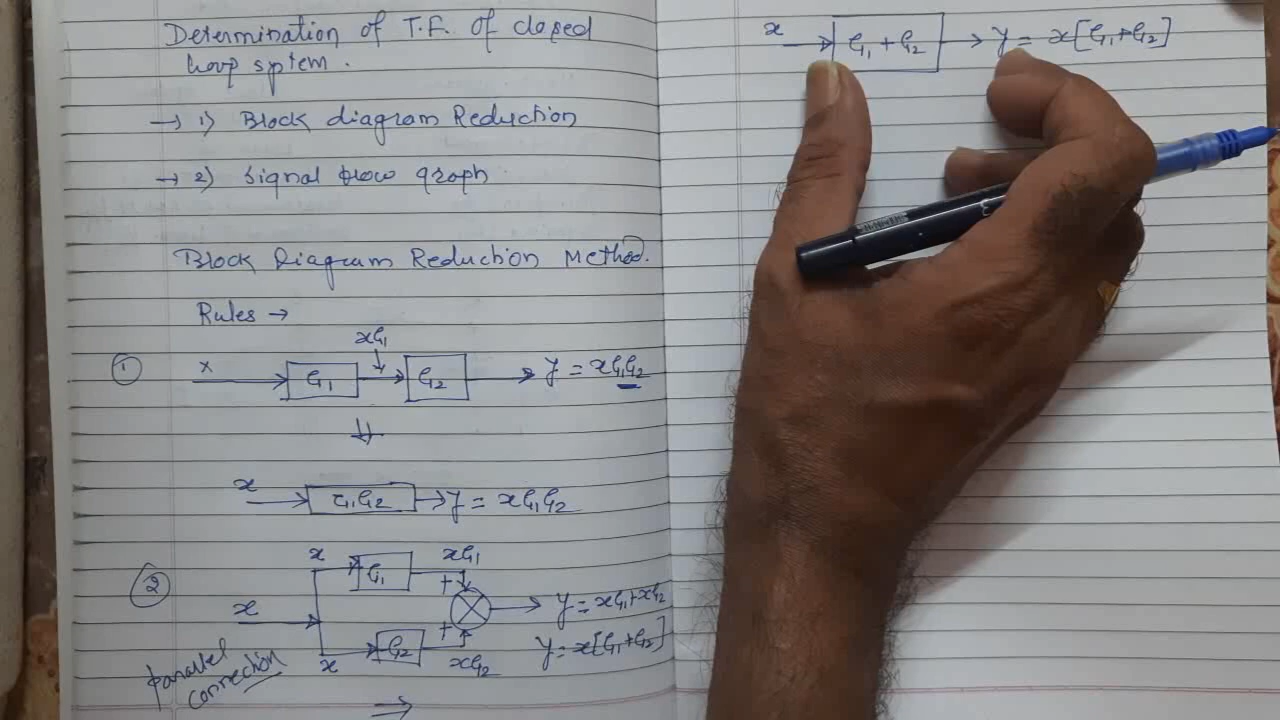 Determination of T.F. of closed
loop system.
→ 1) Block diagram Reduction
→ 2) Signal flow graph
Block Diagram Reduction Method.
Rules →
① x G1 xG1 G2 y = xG1G2
⇓
x G1G2 y = xG1G2
② x x G1 xG1 + y = xG1+xG2
x G2 xG2 + y = x[G1+G2]
parallel
connection
⇒
x G1 + G2 → y = x[G1+G2]